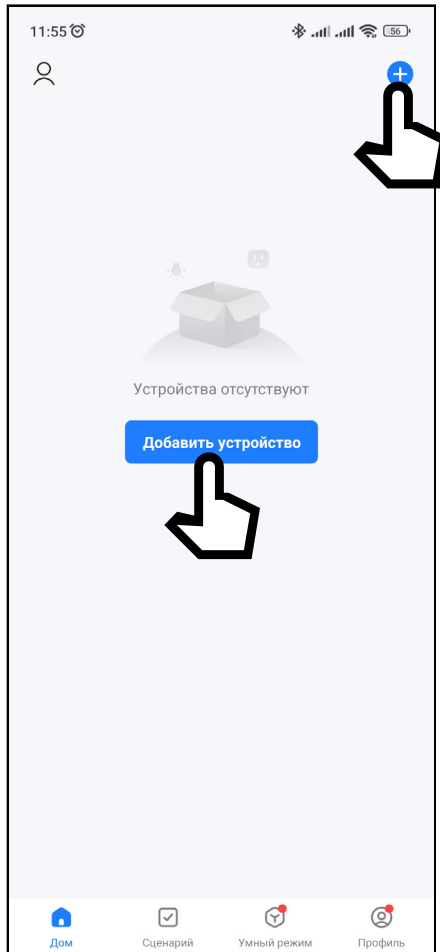 11:55
56
Устройства отсутствуют
Добавить устройство
Дом Сценарий Умный режим Профиль